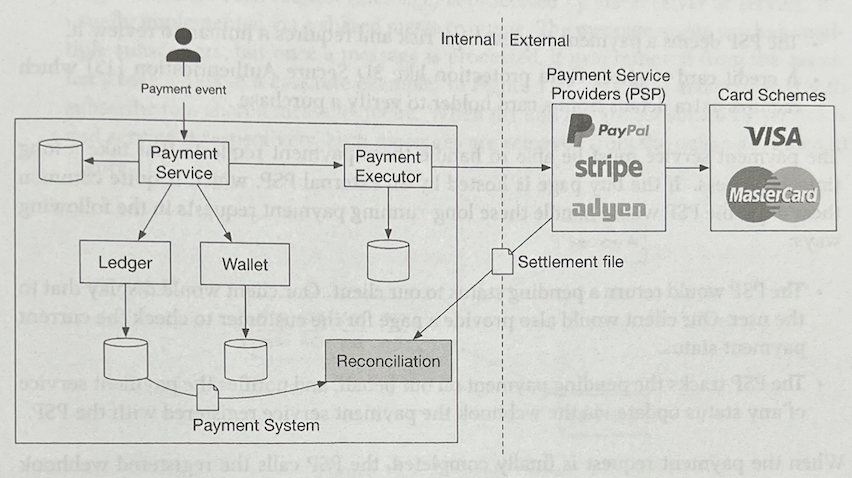 Internal
External
Payment event
Payment Service
Providers (PSP)
Card Schemes
Payment
Service
Payment
Executor
PayPal
stripe
adyen
VISA
MasterCard
Ledger
Wallet
Settlement file
Reconciliation
Payment System